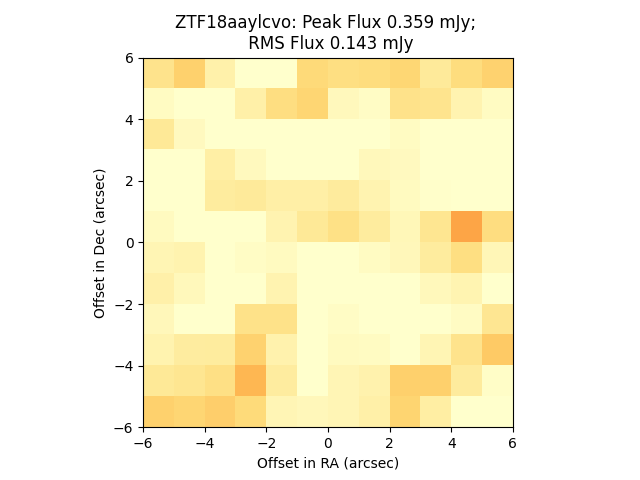 ZTF18aaylcvo: Peak Flux 0.359 mJy;
RMS Flux 0.143 mJy
6
4
2
0
−2
−4
−6
Offset in Dec (arcsec)
−6 −4 −2 0 2 4 6
Offset in RA (arcsec)